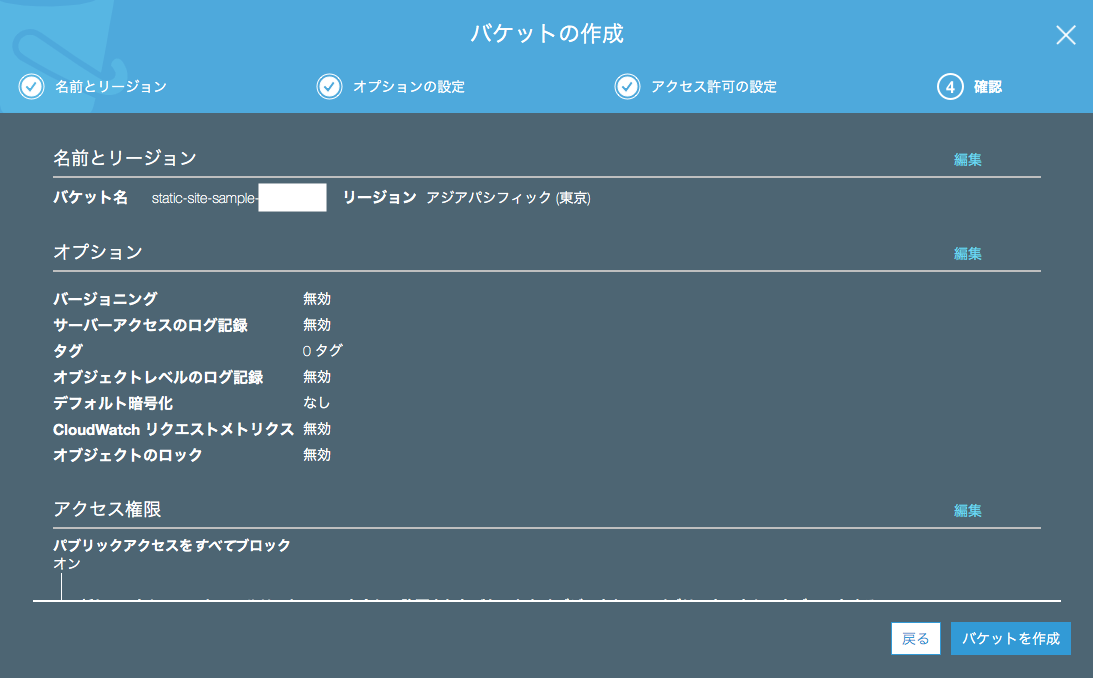 バケットの作成
名前とリージョン オプションの設定 アクセス許可の設定 4 確認
名前とリージョン 編集
バケット名 static-site-sample- リージョン アジアパシフィック (東京)
オプション 編集
バージョニング 無効
サーバーアクセスのログ記録 無効
タグ 0 タグ
オブジェクトレベルのログ記録 無効
デフォルト暗号化 なし
CloudWatch リクエストメトリクス 無効
オブジェクトのロック 無効
アクセス権限 編集
パブリックアクセスをすべてブロック
オン
戻る バケットを作成